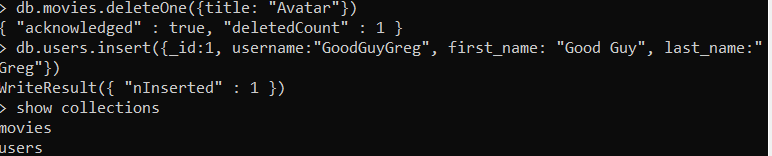 > db.movies.deleteOne({title: "Avatar"})
{ "acknowledged" : true, "deletedCount" : 1 }
> db.users.insert({_id:1, username:"GoodGuyGreg", first_name: "Good Guy", last_name:"
Greg"})
WriteResult({ "nInserted" : 1 })
> show collections
movies
users